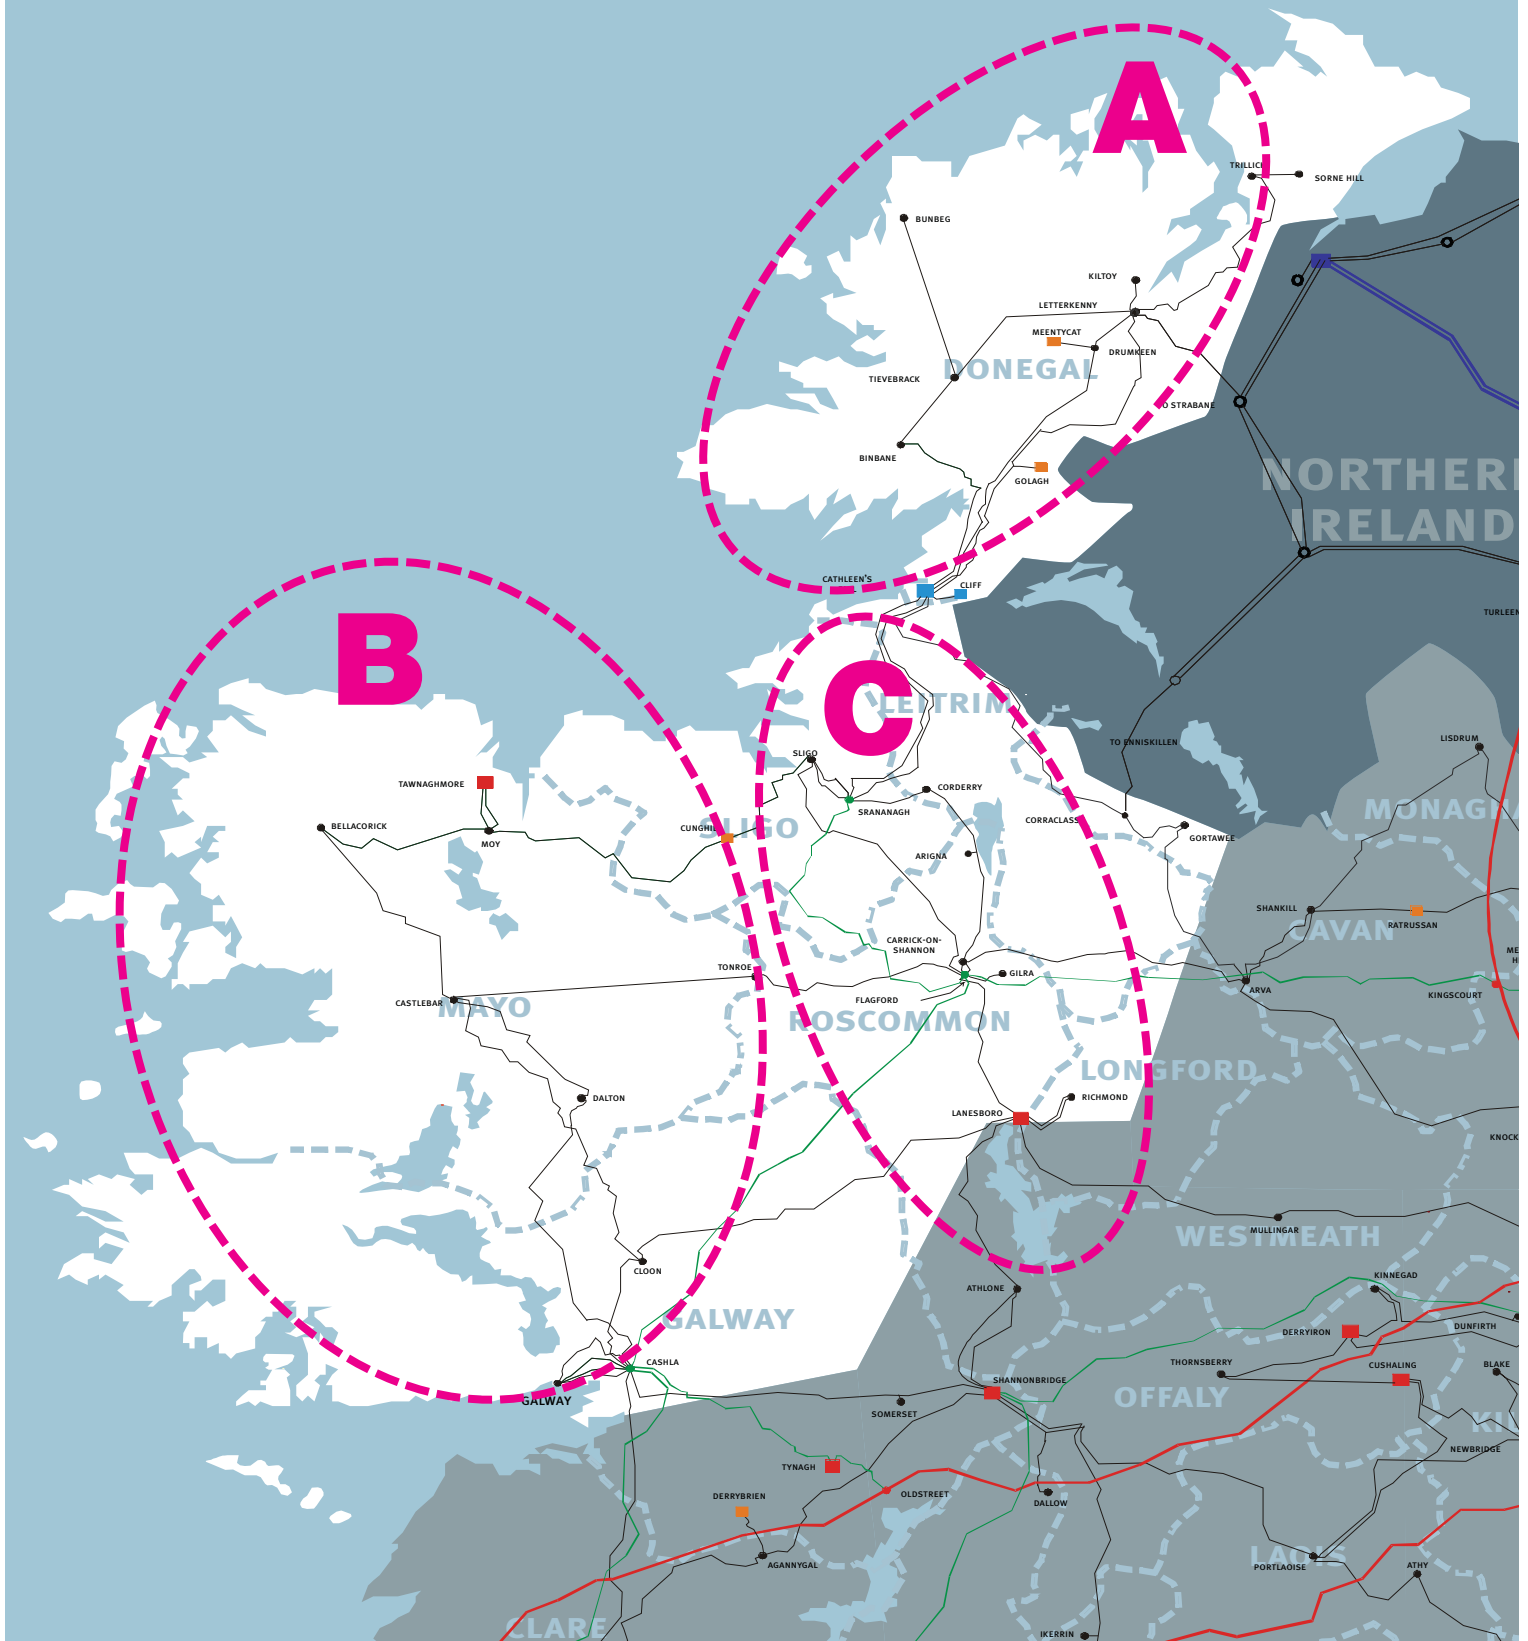 A
TRILLICK
SORNE HILL
BUNBEG
KILTOY
LETTERKENNY
MEENTYCAT
DRUMKEEN
DONEGAL
TIEVEBRACK
O STRABANE
BINBANE
GOLAGH
NORTHERN
IRELAND
CATHLEEN'S
CLIFF
TURLEEN
B
C
LEITRIM
TO ENNISKILLEN
LISDRUM
SLIGO
TAWNAGHMORE
CORDERRY
SRANANAGH
MONAGHA
CORRACLASS
BELLACORICK
CUNGHIL
SLIGO
MOY
GORTAWEE
ARIGNA
SHANKILL
RATRUSSAN
CAVAN
CARRICK-ON-
SHANNON
ME
H
TONROE
GILRA
ARVA
KINGSCOURT
CASTLEBAR
MAYO
FLAGFORD
ROSCOMMON
LONGFORD
DALTON
RICHMOND
LANESBORO
KNOCK
MULLINGAR
WESTMEATH
CLOON
KINNEGAD
ATHLONE
GALWAY
DERRYIRON
DUNFIRTH
CASHLA
THORNSBERRY
CUSHALING
BLAKE
SHANNONBRIDGE
OFFALY
GALWAY
SOMERSET
KI
NEWBRIDGE
TYNAGH
DERRYBRIEN
OLDSTREET
DALLOW
AGANNYGAL
LAOIS
PORTLAOISE
ATHY
CLARE
IKERRIN